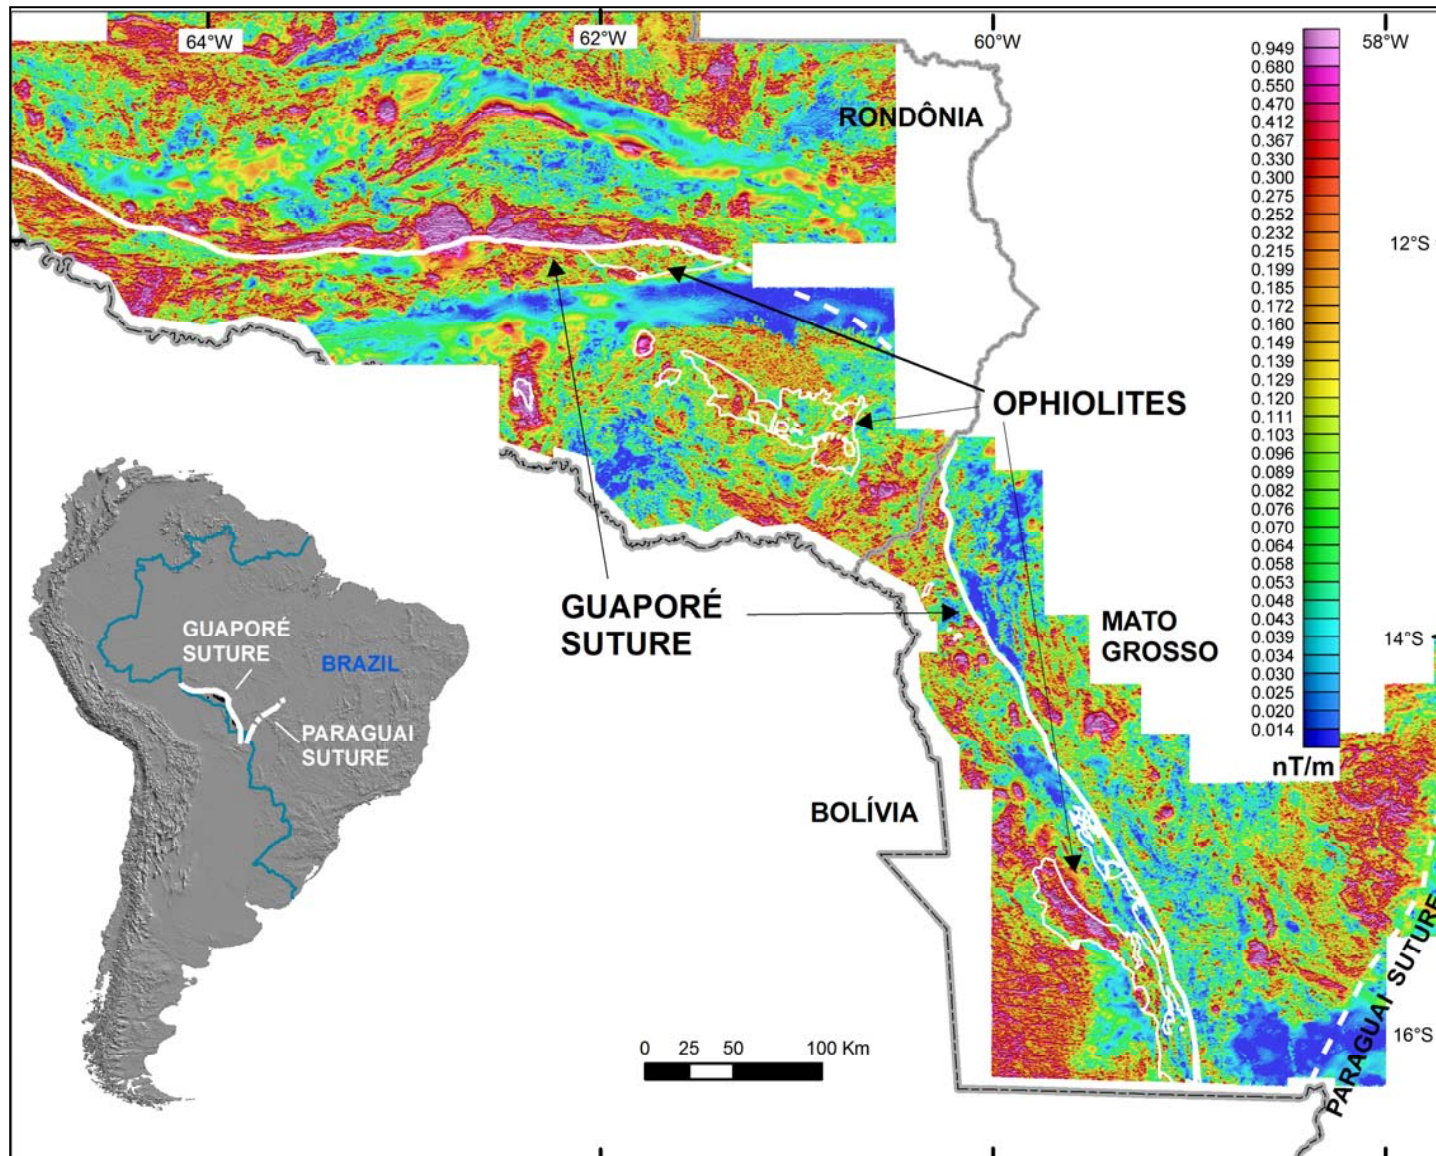 64°W
62°W
60°W
58°W
RONDÔNIA
12°S
OPHIOLITES
GUAPORÉ
SUTURE
MATO
GROSSO
14°S
BOLÍVIA
16°S
PARAGUAI SUTURE
0.949
0.680
0.550
0.470
0.412
0.367
0.330
0.300
0.275
0.252
0.232
0.215
0.199
0.185
0.172
0.160
0.149
0.139
0.129
0.120
0.111
0.103
0.096
0.089
0.082
0.076
0.070
0.064
0.058
0.053
0.048
0.043
0.039
0.034
0.030
0.025
0.020
0.014
nT/m
GUAPORÉ
SUTURE
BRAZIL
PARAGUAI
SUTURE
0 25 50 100 Km